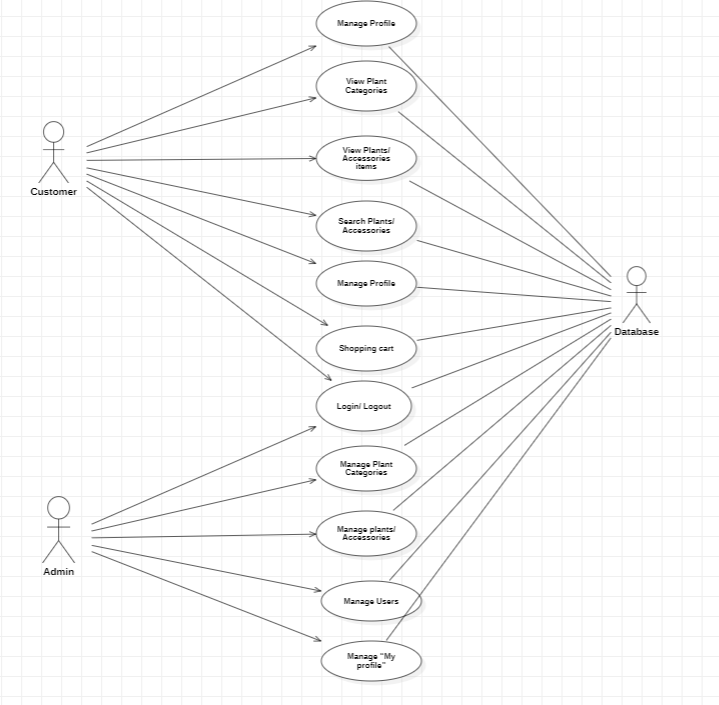 Manage Profile
View Plant
Categories
View Plants/
Accessories
items
Customer
Search Plants/
Accessories
Manage Profile
Database
Shopping cart
Login/ Logout
Manage Plant
Categories
Manage plants/
Accessories
Admin
Manage Users
Manage "My
profile"